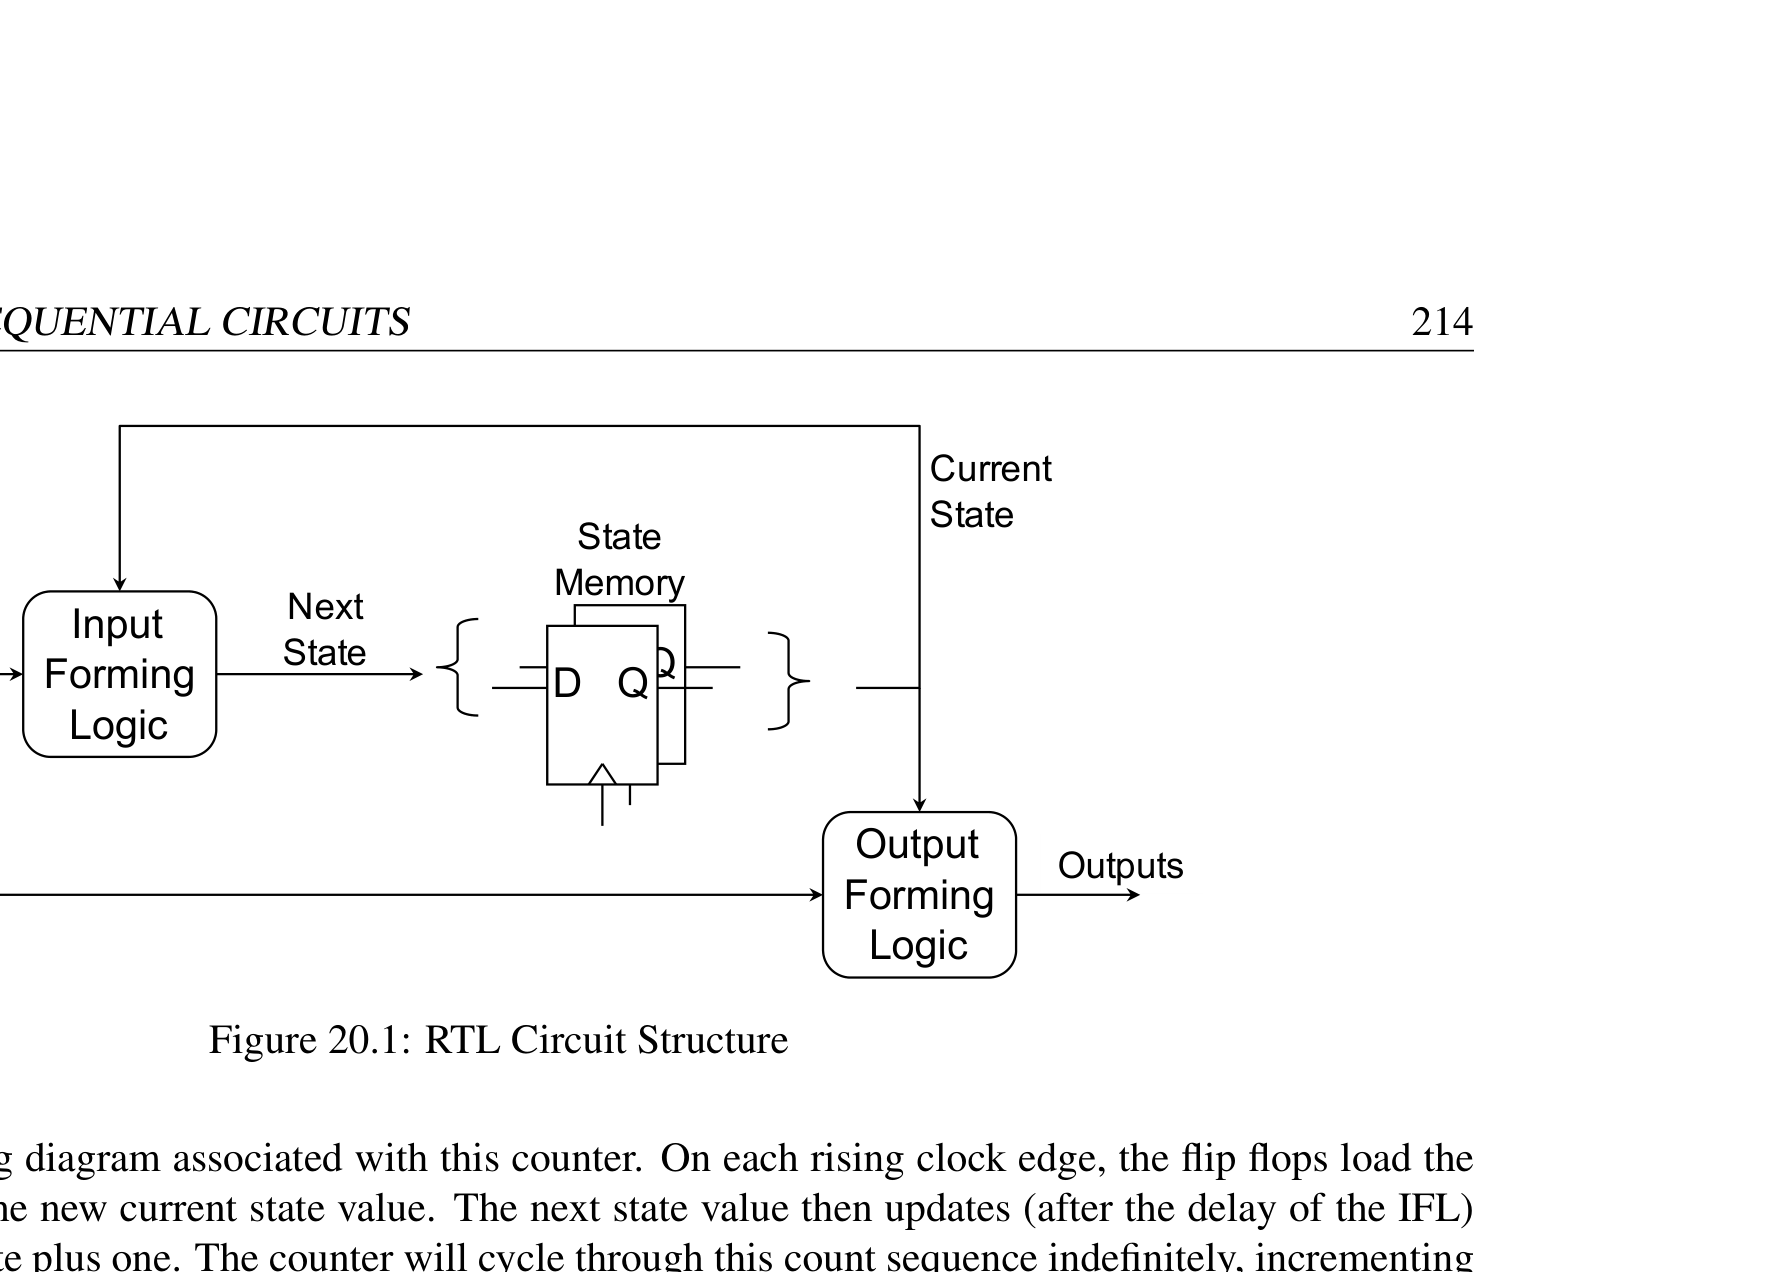 QUENTIAL CIRCUITS 214
Current
State
State
Memory
Next
State
Input
Forming
Logic
D Q
Q
Output
Forming
Logic
Outputs
Figure 20.1: RTL Circuit Structure
diagram associated with this counter. On each rising clock edge, the flip flops load the
new current state value. The next state value then updates (after the delay of the IFL)
plus one. The counter will cycle through this count sequence indefinitely, incrementing